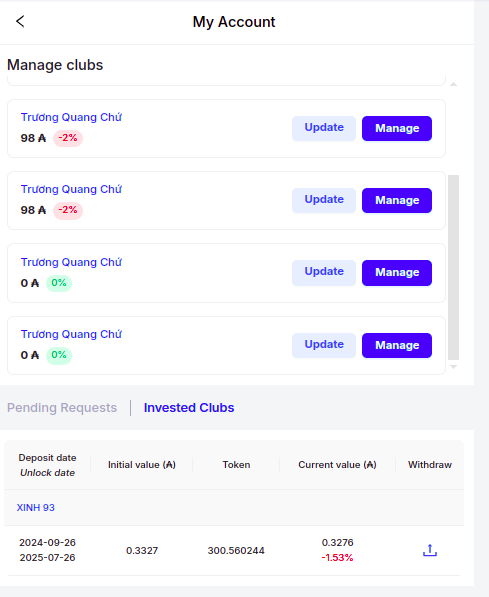 My Account
Manage clubs
Trương Quang Chứ
98 ₳ -2%
Update
Manage
Trương Quang Chứ
98 ₳ -2%
Update
Manage
Trương Quang Chứ
0 ₳ 0%
Update
Manage
Trương Quang Chứ
0 ₳ 0%
Update
Manage
Pending Requests
Invested Clubs
Deposit date
Unlock date
Initial value (₳)
Token
Current value (₳)
Withdraw
XINH 93
2024-09-26
2025-07-26
0.3327
300.560244
0.3276
-1.53%